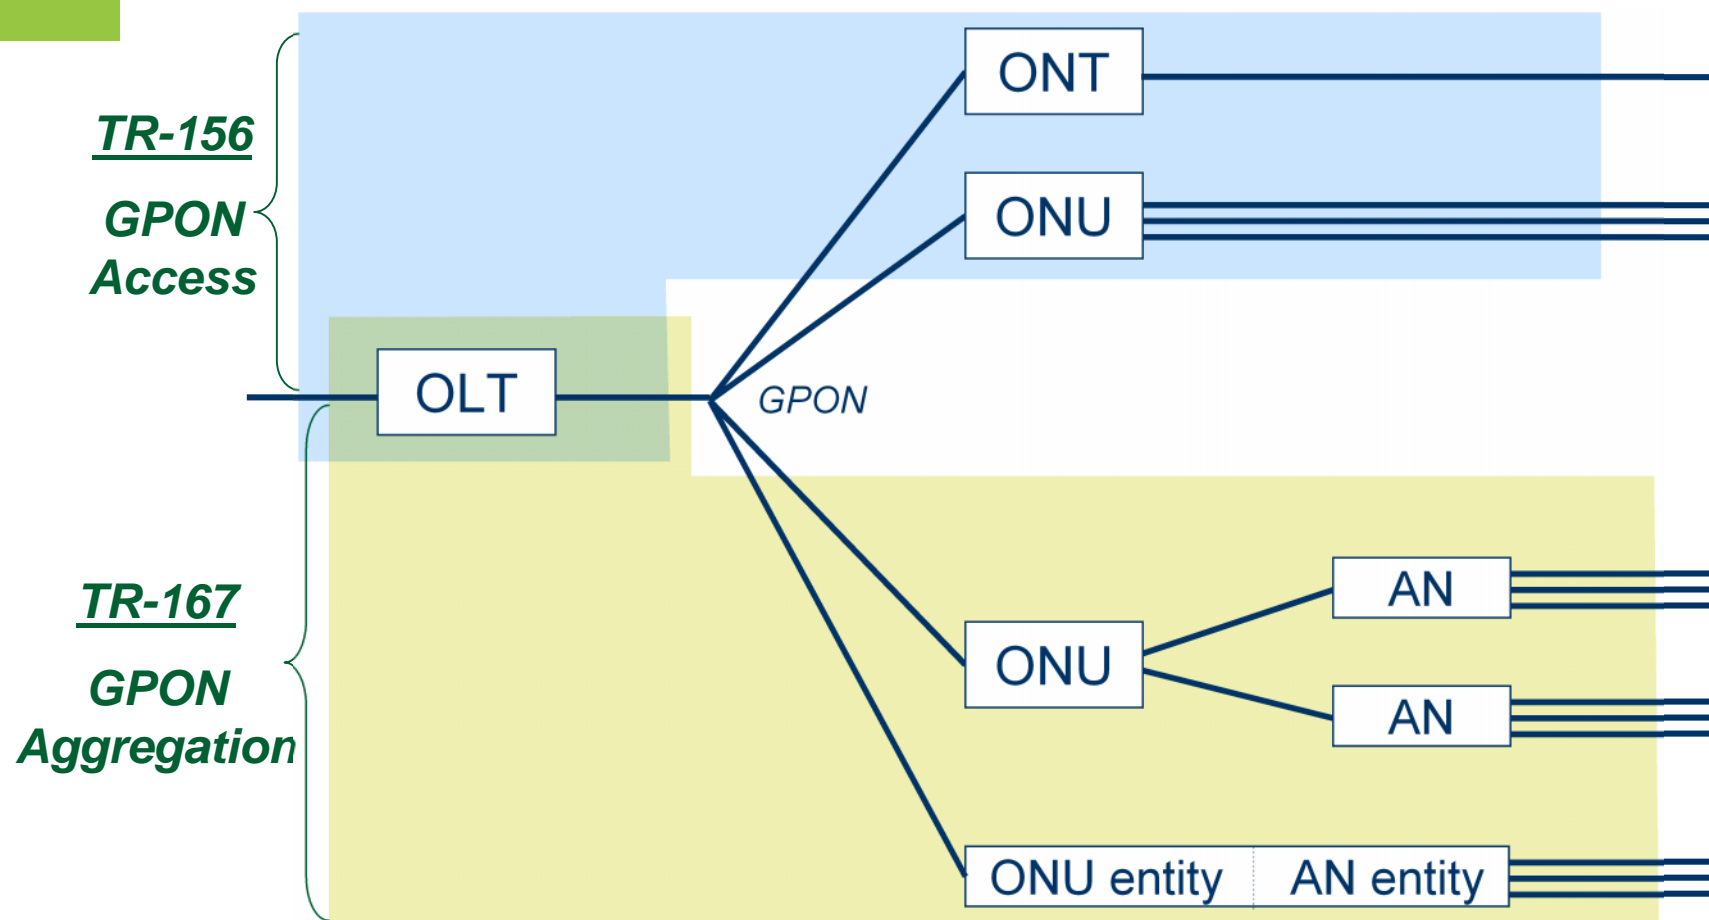 ONT
TR-156
GPON
Access
ONU
OLT
GPON
TR-167
GPON
Aggregation
AN
ONU
AN
ONU entity
AN entity